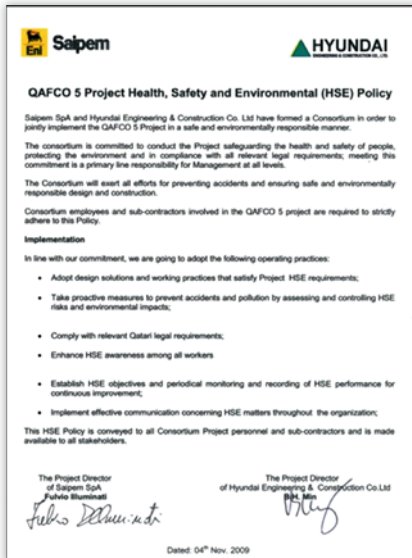 Eni Saipem
HYUNDAI
ENGINEERING & CONSTRUCTION CO., LTD.
QAFCO 5 Project Health, Safety and Environmental (HSE) Policy
Saipem SpA and Hyundai Engineering & Construction Co. Ltd have formed a Consortium in order to
jointly implement the QAFCO 5 Project in a safe and environmentally responsible manner.
The consortium is committed to conduct the Project safeguarding the health and safety of people,
protecting the environment and in compliance with all relevant legal requirements; meeting this
commitment is a primary line responsibility for Management at all levels.
The Consortium will exert all efforts for preventing accidents and ensuring safe and environmentally
responsible design and construction.
Consortium employees and sub-contractors involved in the QAFCO 5 project are required to strictly
adhere to this Policy.
Implementation
In line with our commitment, we are going to adopt the following operating practices:
• Adopt design solutions and working practices that satisfy Project HSE requirements;
• Take proactive measures to prevent accidents and pollution by assessing and controlling HSE
risks and environmental impacts;
• Comply with relevant Qatari legal requirements;
• Enhance HSE awareness among all workers
• Establish HSE objectives and periodical monitoring and recording of HSE performance for
continuous improvement;
• Implement effective communication concerning HSE matters throughout the organization;
This HSE Policy is conveyed to all Consortium Project personnel and sub-contractors and is made
available to all stakeholders.
The Project Director
of Saipem SpA
Fulvio Illuminati
Fulvio Illuminati
The Project Director
of Hyundai Engineering & Construction Co.Ltd
B.H. Min
Dated: 04th Nov. 2009